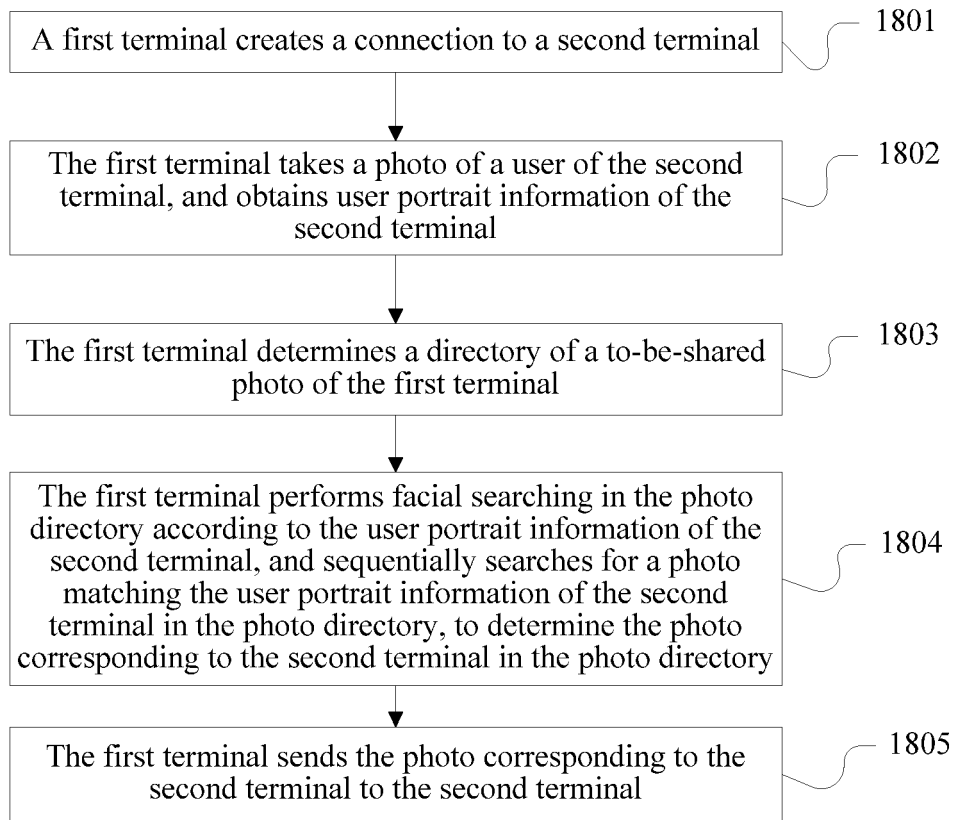 A first terminal creates a connection to a second terminal
1801
The first terminal takes a photo of a user of the second
terminal, and obtains user portrait information of the
second terminal
1802
The first terminal determines a directory of a to-be-shared
photo of the first terminal
1803
The first terminal performs facial searching in the photo
directory according to the user portrait information of the
second terminal, and sequentially searches for a photo
matching the user portrait information of the second
terminal in the photo directory, to determine the photo
corresponding to the second terminal in the photo directory
1804
The first terminal sends the photo corresponding to the
second terminal to the second terminal
1805